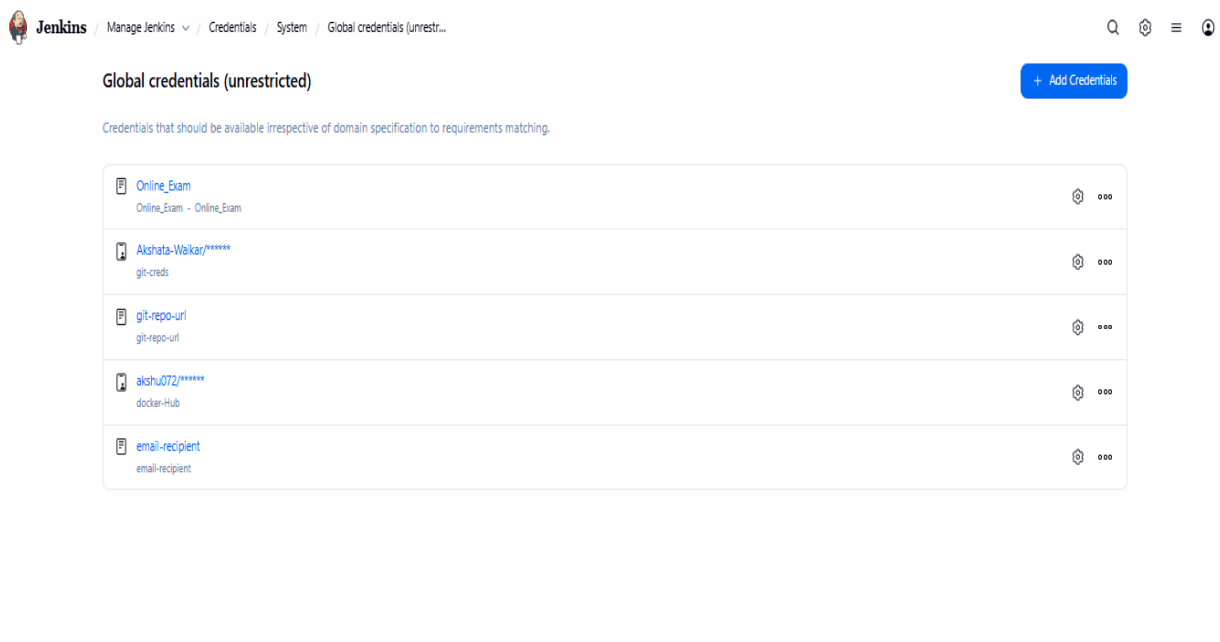 Jenkins / Manage Jenkins / Credentials / System / Global credentials (unrestr...
Global credentials (unrestricted)
+ Add Credentials
Credentials that should be available irrespective of domain specification to requirements matching.
Online_Exam
Online_Exam - Online_Exam
Akshata-Waikar/******
git-creds
git-repo-url
git-repo-url
akshu072/******
docker-Hub
email-recipient
email-recipient